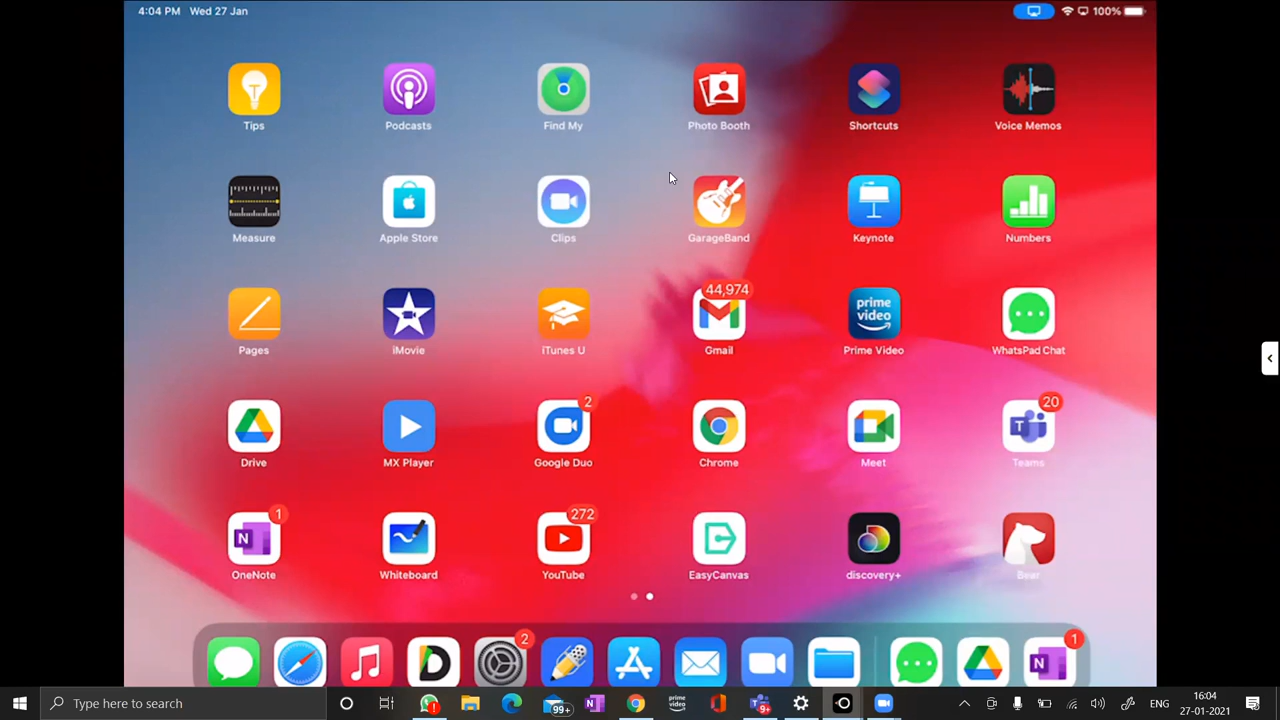 4:04 PM Wed 27 Jan
100%
Tips
Podcasts
Find My
Photo Booth
Shortcuts
Voice Memos
Measure
Apple Store
Clips
GarageBand
Keynote
Numbers
44,974
prime video
Pages
iMovie
iTunes U
Gmail
Prime Video
WhatsPad Chat
2
20
Drive
MX Player
Google Duo
Chrome
Meet
Teams
1
272
OneNote
Whiteboard
YouTube
EasyCanvas
discovery+
Bear
2
1
Type here to search
99+
prime video
9+
ENG
16:04
27-01-2021